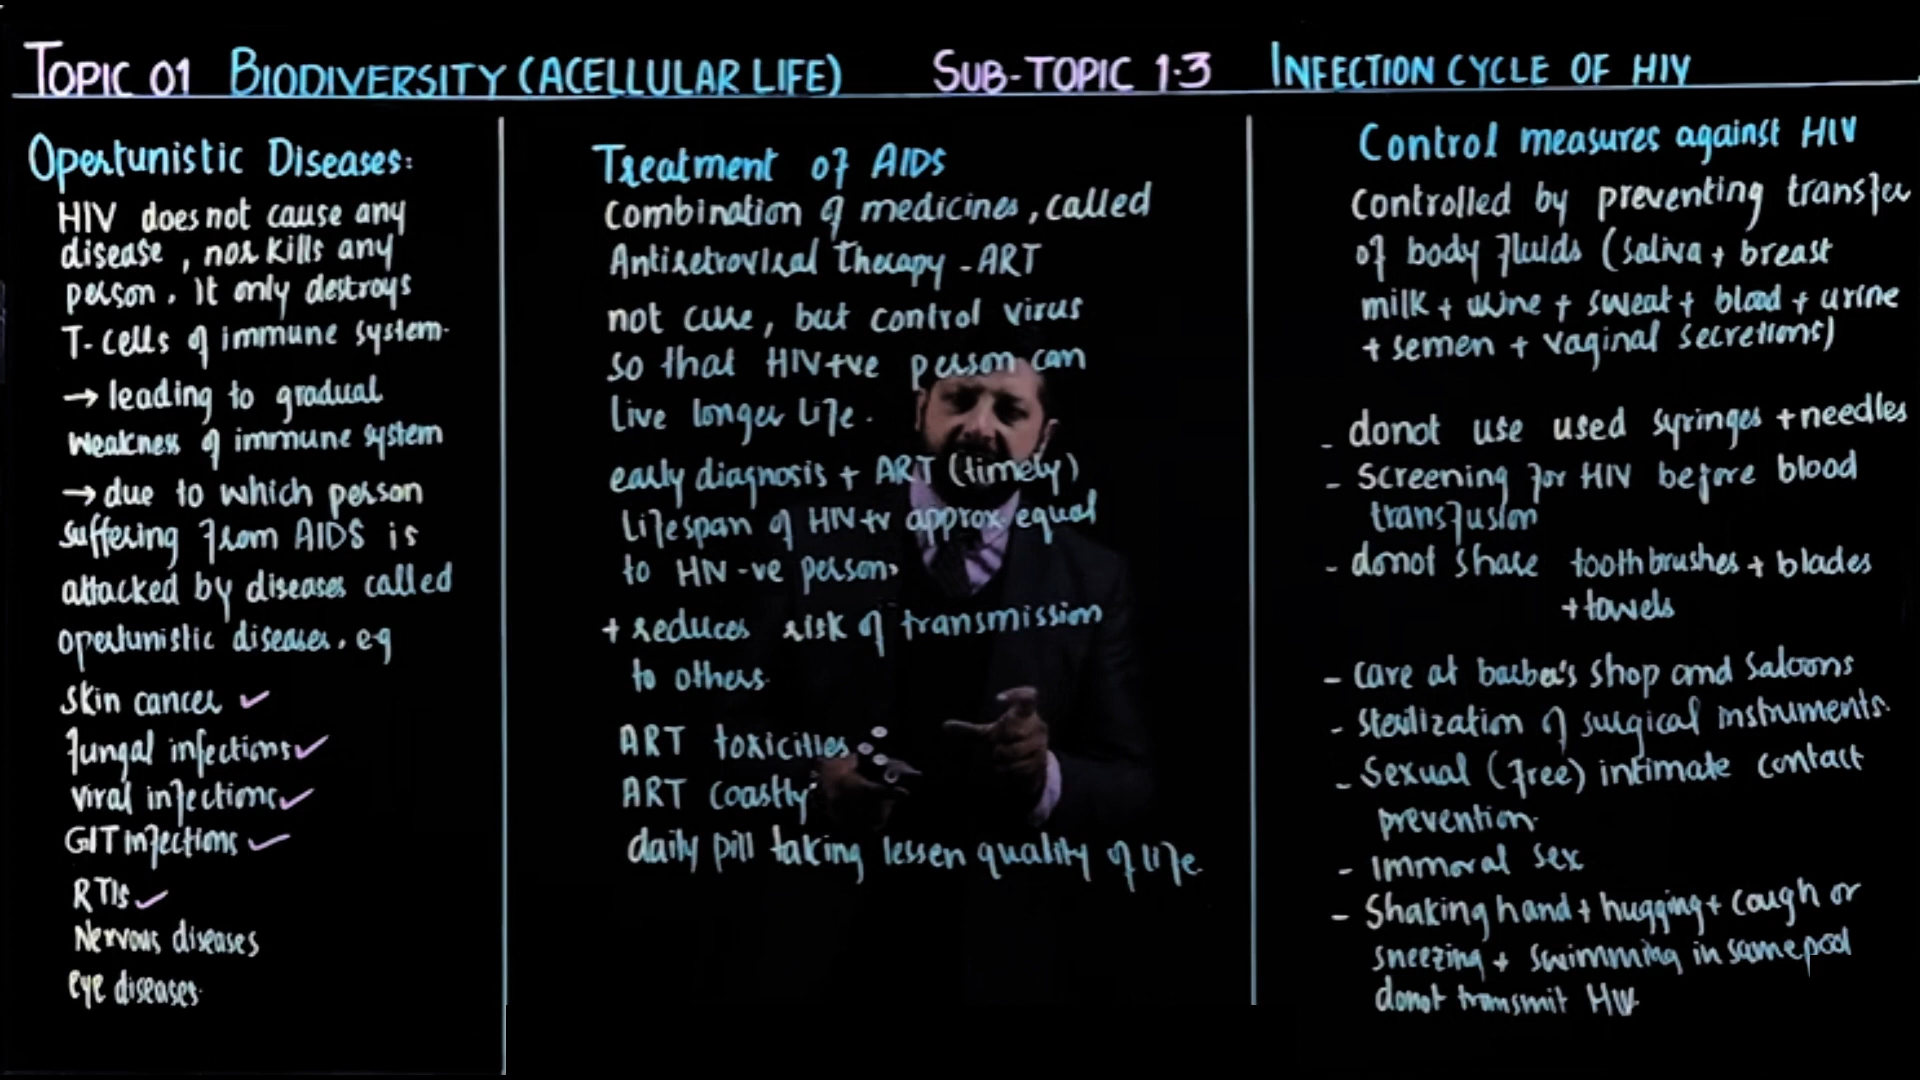 TOPIC 01 BIODIVERSITY (ACELLULAR LIFE) SUB-TOPIC 1.3 INFECTION CYCLE OF HIV
Opertunistic Diseases:
HIV does not cause any
disease, nor kills any
person. it only destroys
T-cells of immune system.
→ leading to gradual
weakness of immune system
→ due to which person
suffering from AIDS is
attacked by diseases called
opertunistic diseases. eg
Skin cancer ✓
fungal infections ✓
viral infections ✓
GIT infections ✓
RTIs ✓
Nervous diseases
eye diseases.
Treatment of AIDS
Combination of medicines, called
Antiretroviral Therapy - ART
not cure, but control virus
so that HIV+ve person can
live longer life.
early diagnosis + ART (timely)
Lifespan of HIV+v approx equal
to HIV-ve person.
+ reduces risk of transmission
to others.
ART toxicities
ART Coastly
daily pill taking lessen quality of life.
Control measures against HIV
Controlled by preventing transfer
of body fluids (Saliva + breast
milk + urine + sweat + blood + urine
+ semen + vaginal secretions)
- donot use used syringes + needles
- Screening for HIV before blood
transfusion
- donot share toothbrushes + blades
+ towels
- care at barber's shop and Saloons
- sterilization of surgical instruments.
- Sexual (free) intimate contact
prevention.
- Immoral sex
- Shaking hand + hugging + cough or
sneezing + swimming in same pool
donot transmit HIV.